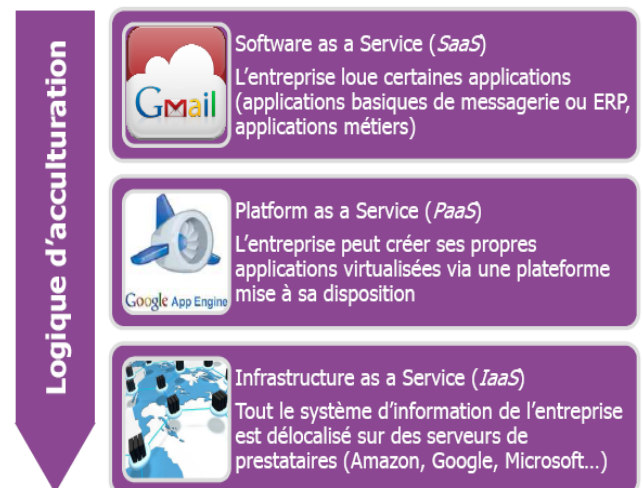 Logique d'acculturation
Gmail
Software as a Service (SaaS)
L'entreprise loue certaines applications
(applications basiques de messagerie ou ERP,
applications métiers)
Google App Engine
Platform as a Service (PaaS)
L'entreprise peut créer ses propres
applications virtualisées via une plateforme
mise à sa disposition
Infrastructure as a Service (IaaS)
Tout le système d'information de l'entreprise
est délocalisé sur des serveurs de
prestataires (Amazon, Google, Microsoft…)